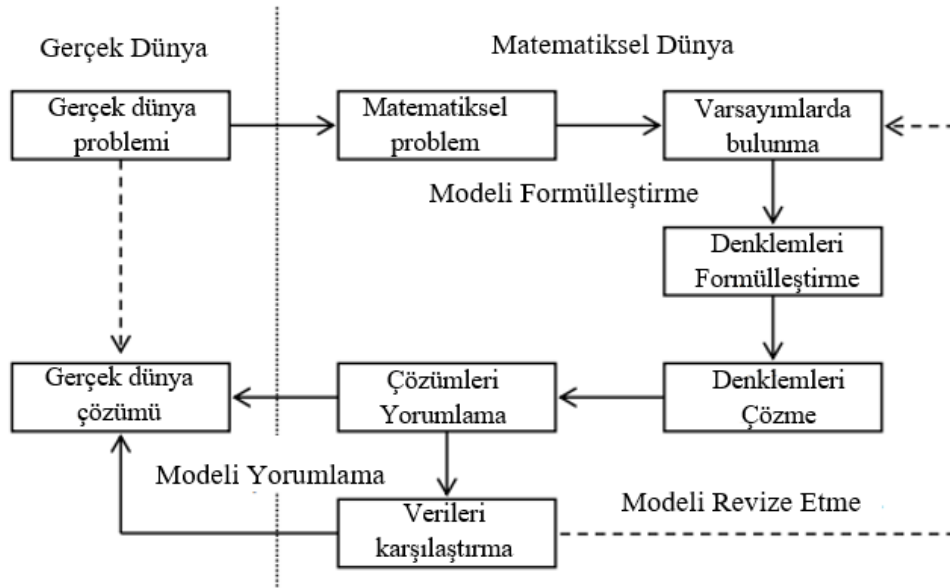 Gerçek Dünya
Matematiksel Dünya
Gerçek dünya
problemi
Matematiksel
problem
Varsayımlarda
bulunma
Modeli Formülleştirme
Denklemleri
Formülleştirme
Gerçek dünya
çözümü
Çözümleri
Yorumlama
Denklemleri
Çözme
Modeli Yorumlama
Verileri
karşılaştırma
Modeli Revize Etme